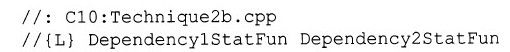 //: C10:Technique2b.cpp
//{L} Dependency1StatFun Dependency2StatFun